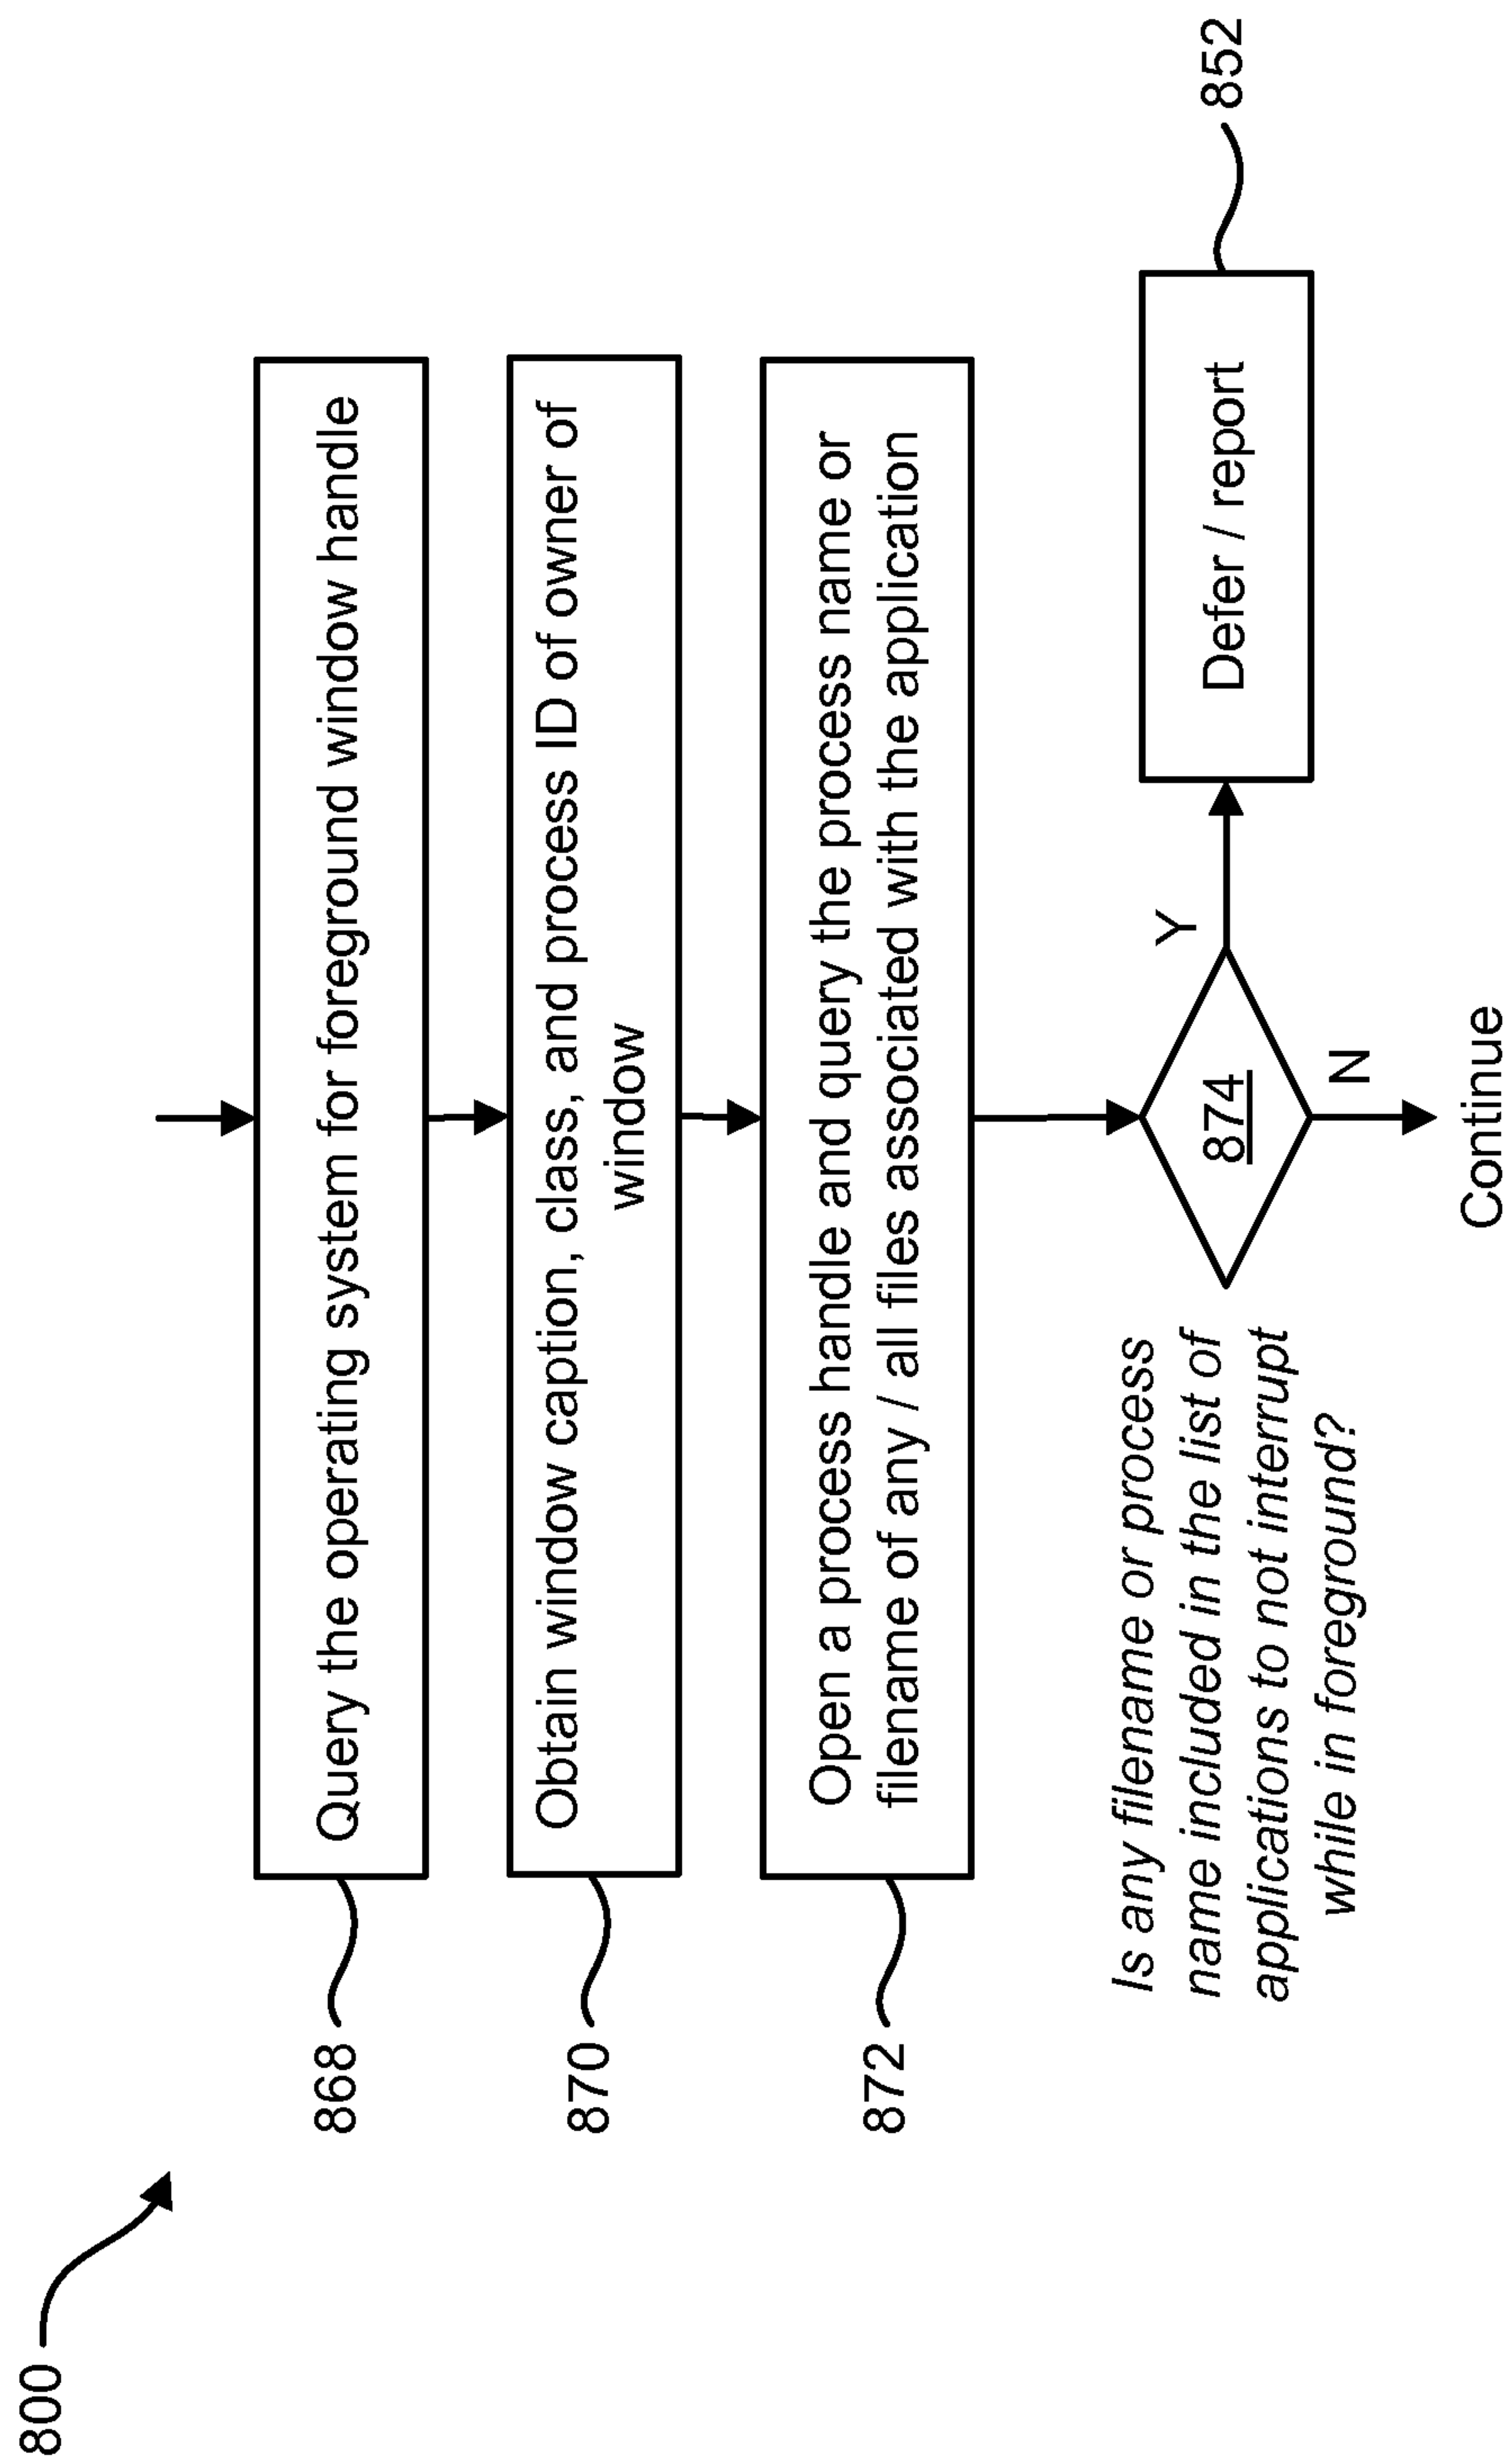 800
868
Query the operating system for foreground window handle
870
Obtain window caption, class, and process ID of owner of
window
872
Open a process handle and query the process name or
filename of any / all files associated with the application
Is any filename or process
name included in the list of
applications to not interrupt
while in foreground?
874
Y
Defer / report
852
N
Continue